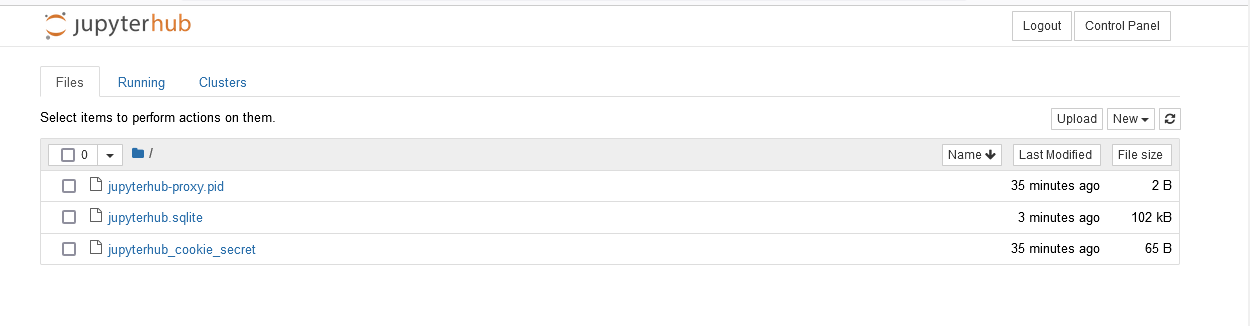 jupyterhub
Logout Control Panel
Files Running Clusters
Select items to perform actions on them.
Upload New
0 / Name Last Modified File size
jupyterhub-proxy.pid 35 minutes ago 2 B
jupyterhub.sqlite 3 minutes ago 102 kB
jupyterhub_cookie_secret 35 minutes ago 65 B